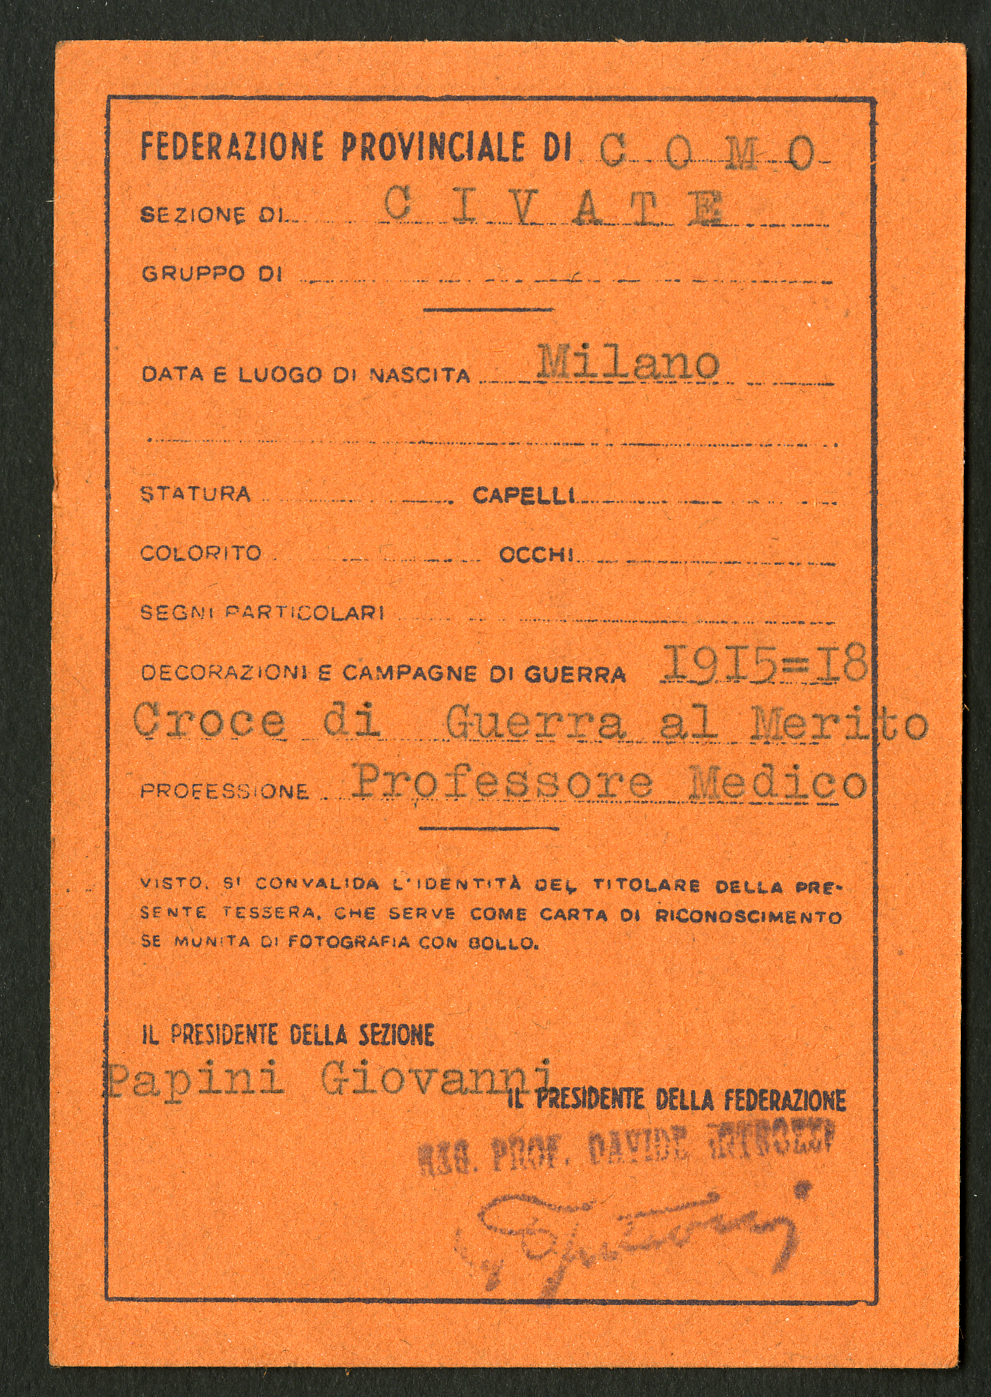 FEDERAZIONE PROVINCIALE DI COMO
SEZIONE DI CIVATE
GRUPPO DI
DATA E LUOGO DI NASCITA Milano
STATURA CAPELLI
COLORITO OCCHI
SEGNI PARTICOLARI
DECORAZIONI E CAMPAGNE DI GUERRA 1915=18
Croce di Guerra al Merito
PROFESSIONE Professore Medico
VISTO, SI CONVALIDA L'IDENTITÀ DEL TITOLARE DELLA PRE-
SENTE TESSERA, CHE SERVE COME CARTA DI RICONOSCIMENTO
SE MUNITA DI FOTOGRAFIA CON BOLLO.
IL PRESIDENTE DELLA SEZIONE
Papini Giovanni
IL PRESIDENTE DELLA FEDERAZIONE
RAG. PROF. DAVIDE